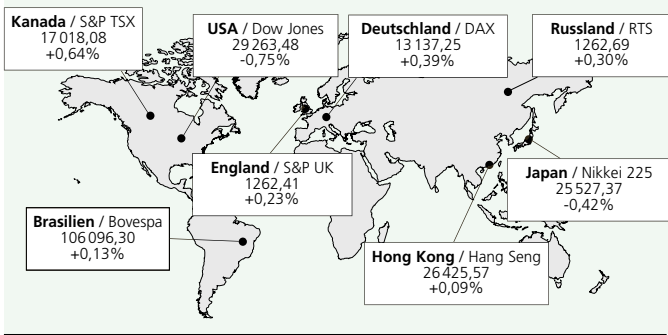 Kanada / S&P TSX
17 018,08
+0,64%
USA / Dow Jones
29 263,48
-0,75%
Deutschland / DAX
13 137,25
+0,39%
Russland / RTS
1262,69
+0,30%
England / S&P UK
1262,41
+0,23%
Japan / Nikkei 225
25 527,37
-0,42%
Brasilien / Bovespa
106 096,30
+0,13%
Hong Kong / Hang Seng
26 425,57
+0,09%